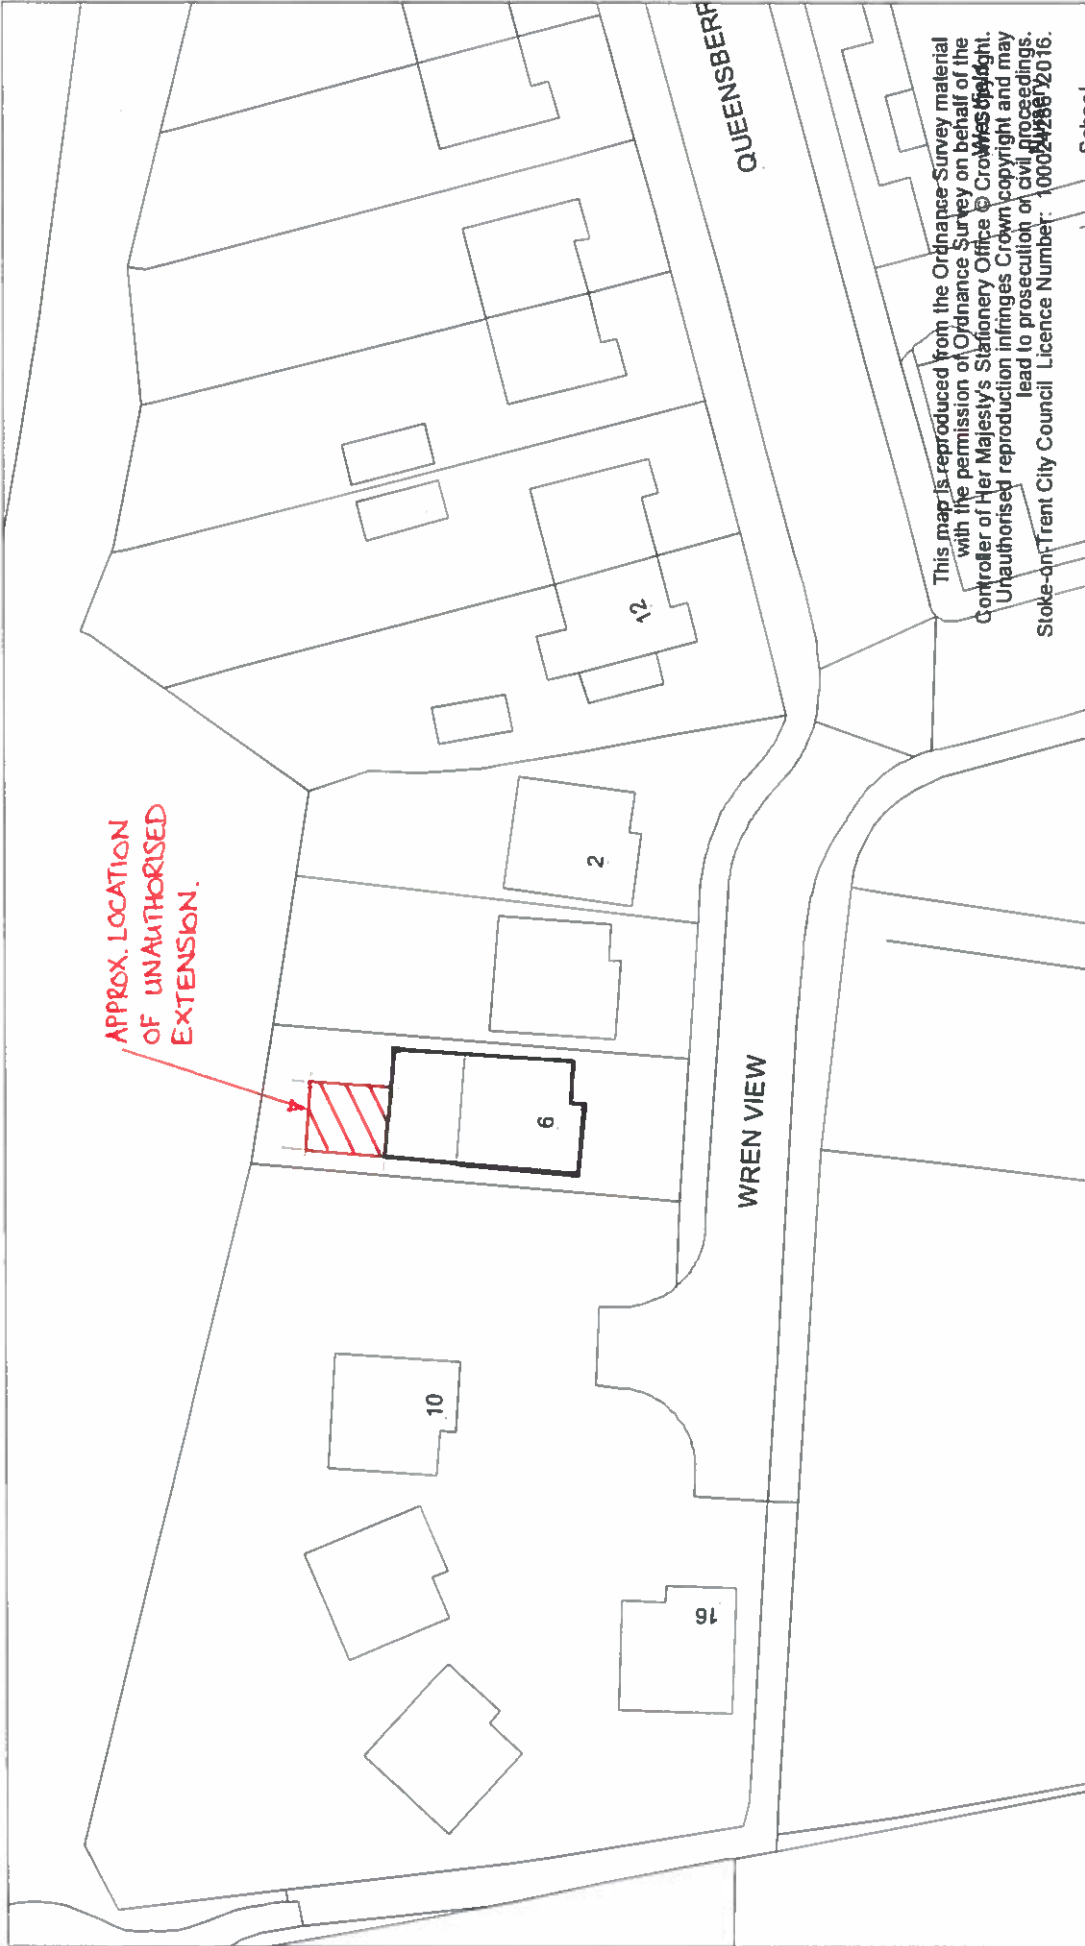 APPROX. LOCATION
OF UNAUTHORISED
EXTENSION.
QUEENSBERR
12
2
6
10
16
WREN VIEW
This map is reproduced from the Ordnance Survey material
with the permission of Ordnance Survey on behalf of the
Controller of Her Majesty's Stationery Office © Crown copyright.
Unauthorised reproduction infringes Crown copyright and may
lead to prosecution or civil proceedings.
Stoke-on-Trent City Council Licence Number: 100024286 2016.
School